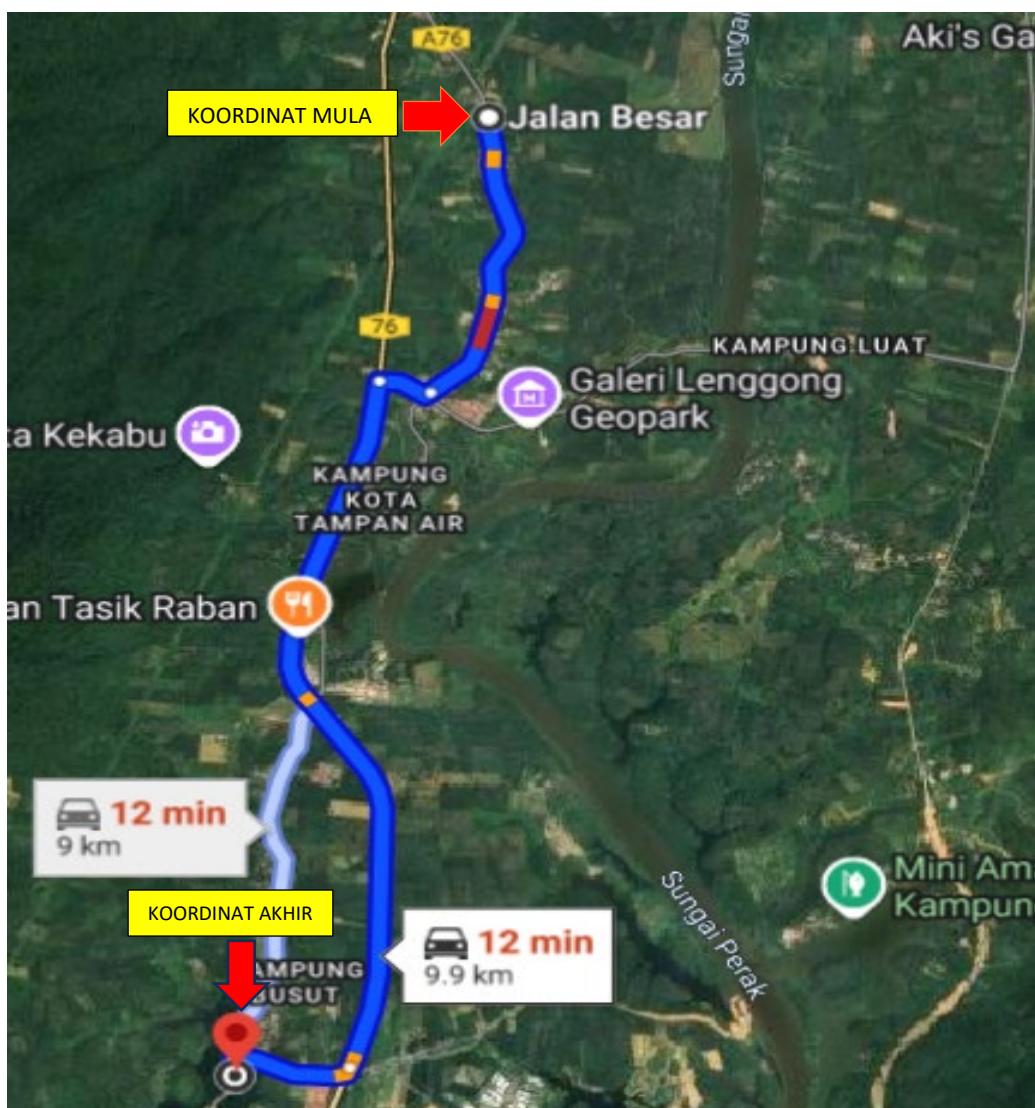 A76
Aki's Ga
Sungai
KOORDINAT MULA
Jalan Besar
76
KAMPUNG LUAT
Galeri Lenggong
Geopark
ta Kekabu
KAMPUNG
KOTA
TAMPAN AIR
an Tasik Raban
12 min
9 km
Mini Am
Kampun
KOORDINAT AKHIR
Sungai Perak
12 min
9.9 km
AMPUNG
BUSUT